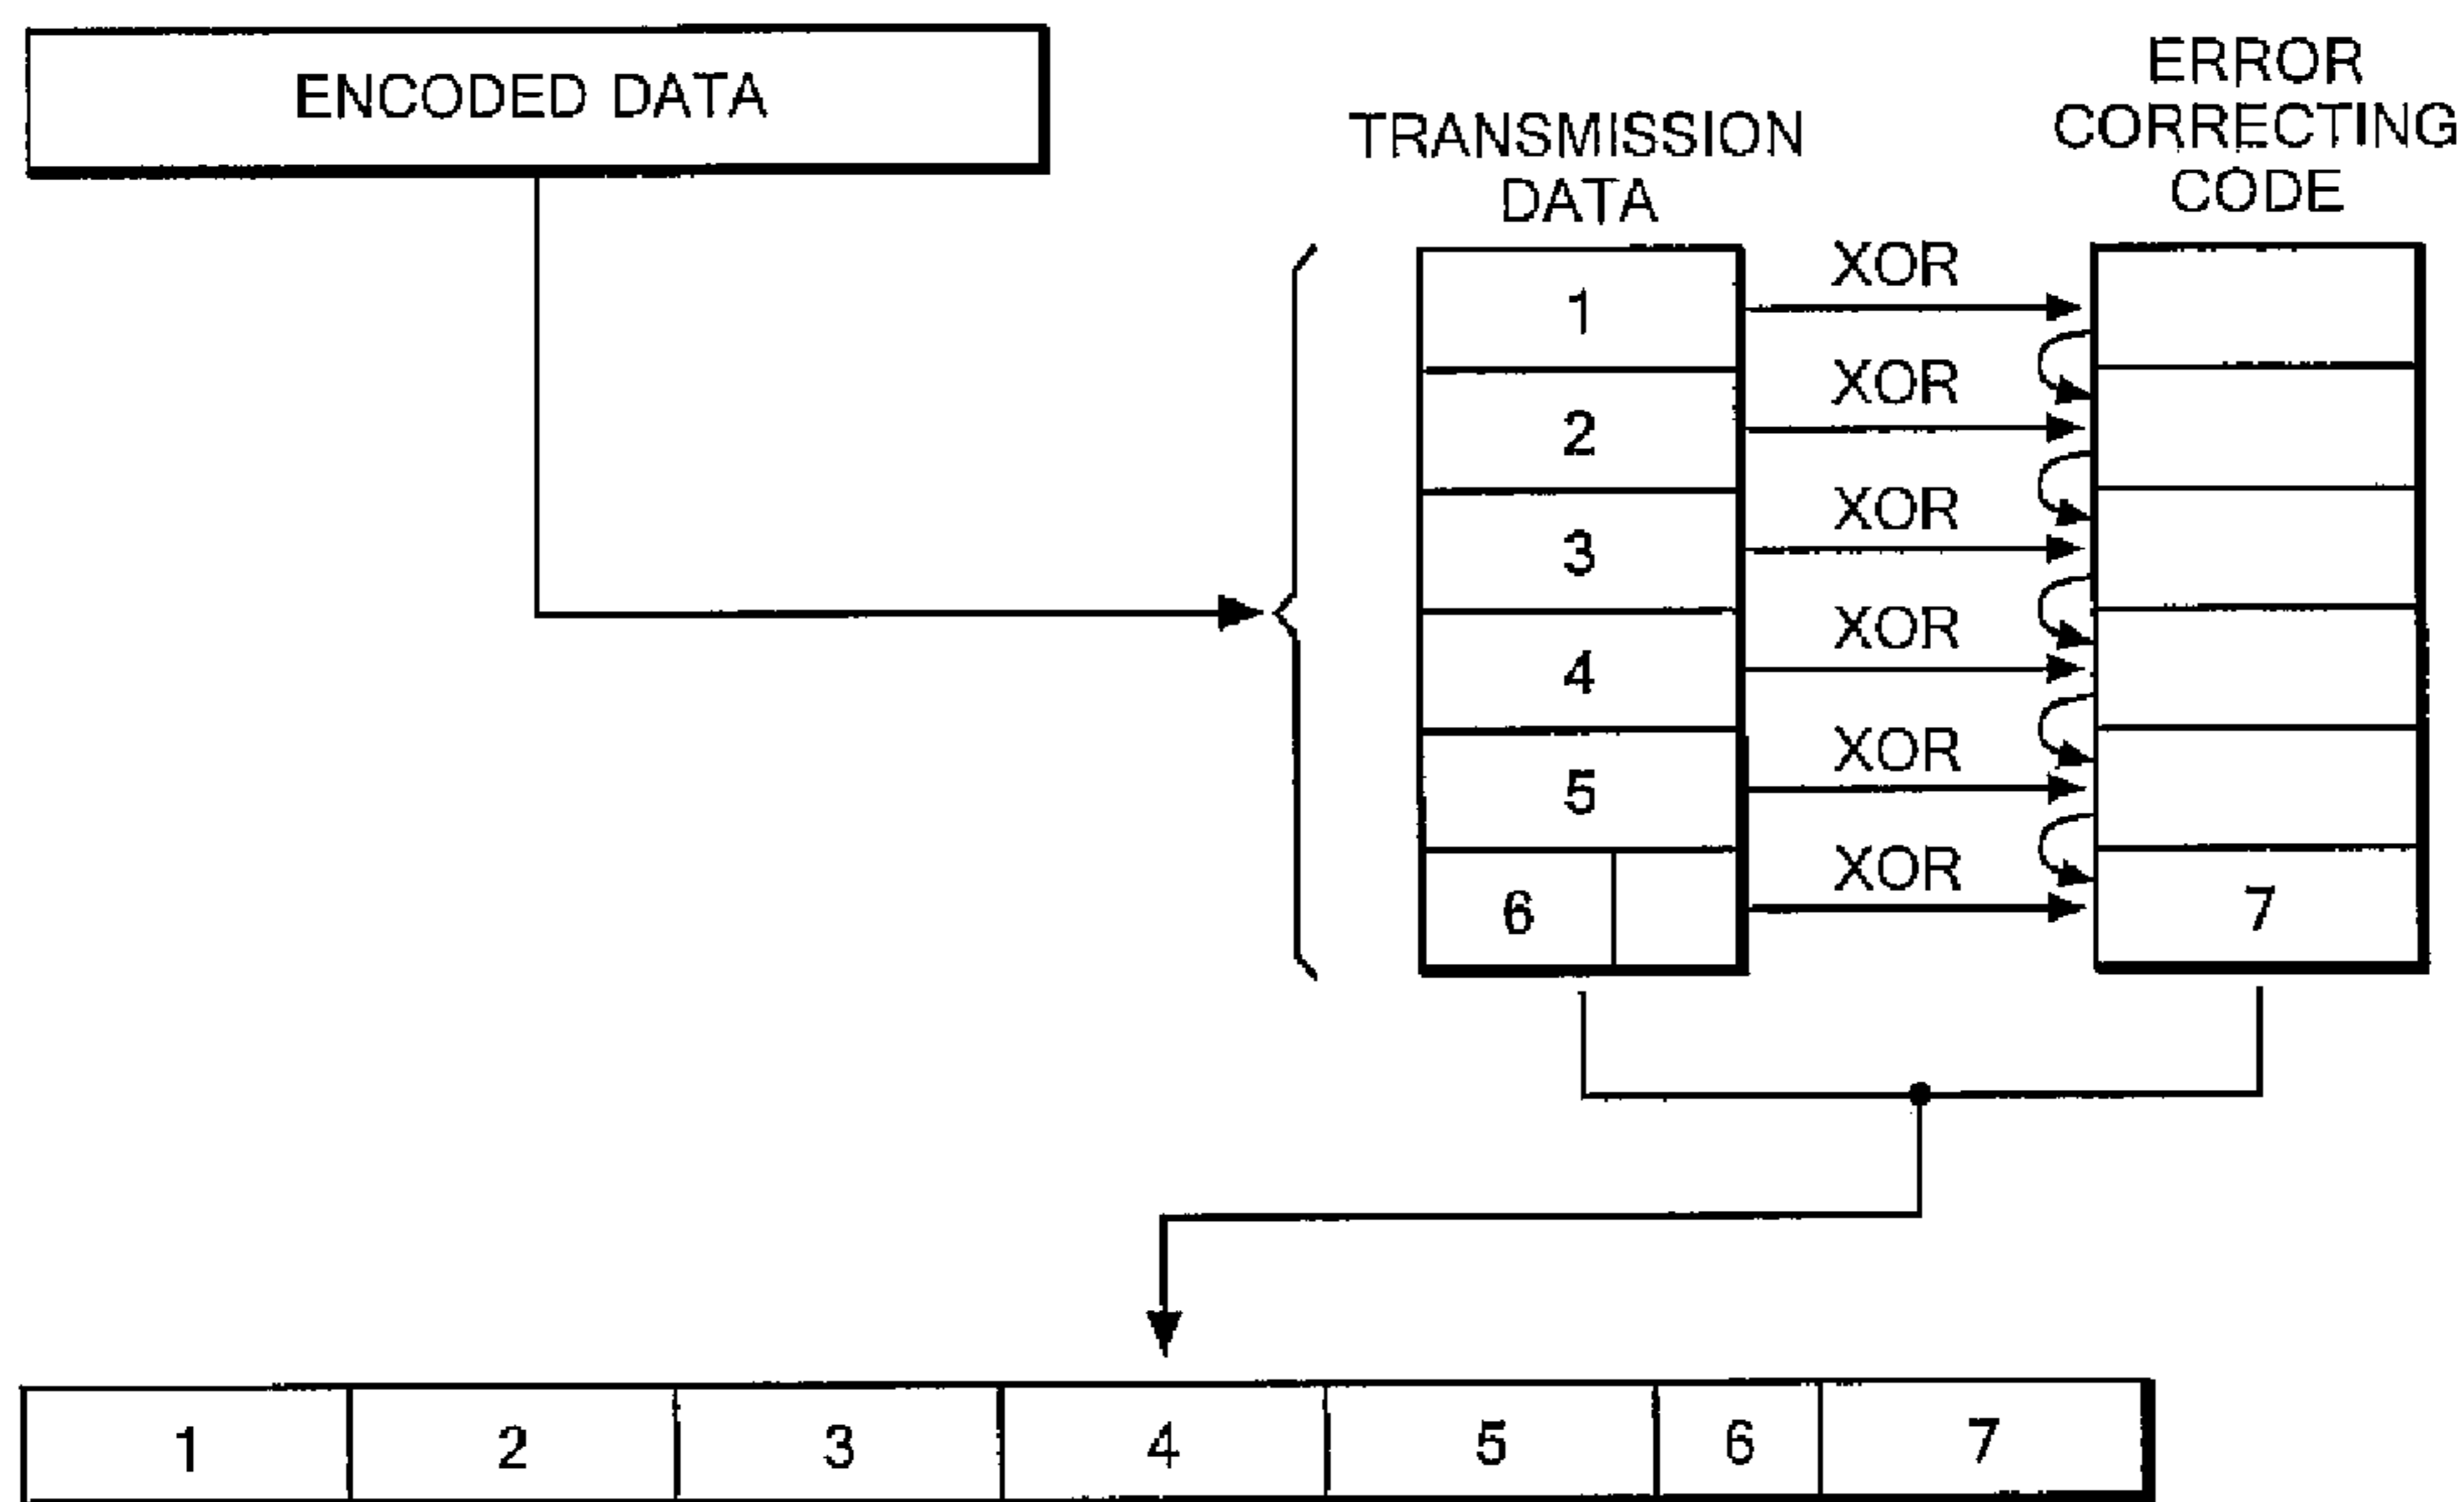 ENCODED DATA
TRANSMISSION
DATA
ERROR
CORRECTING
CODE
1
XOR
2
XOR
3
XOR
4
XOR
5
XOR
6
XOR
7
1 2 3 4 5 6 7